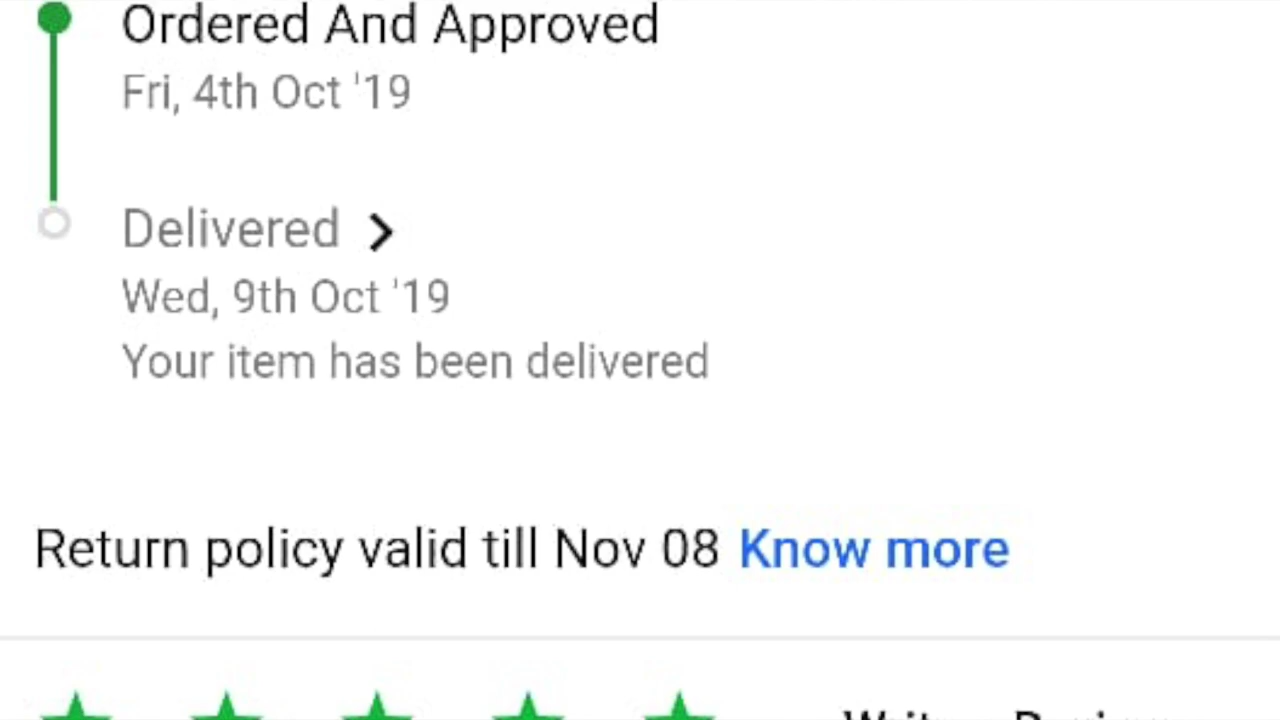 Ordered And Approved
Fri, 4th Oct '19
Delivered
Wed, 9th Oct '19
Your item has been delivered
Return policy valid till Nov 08 Know more